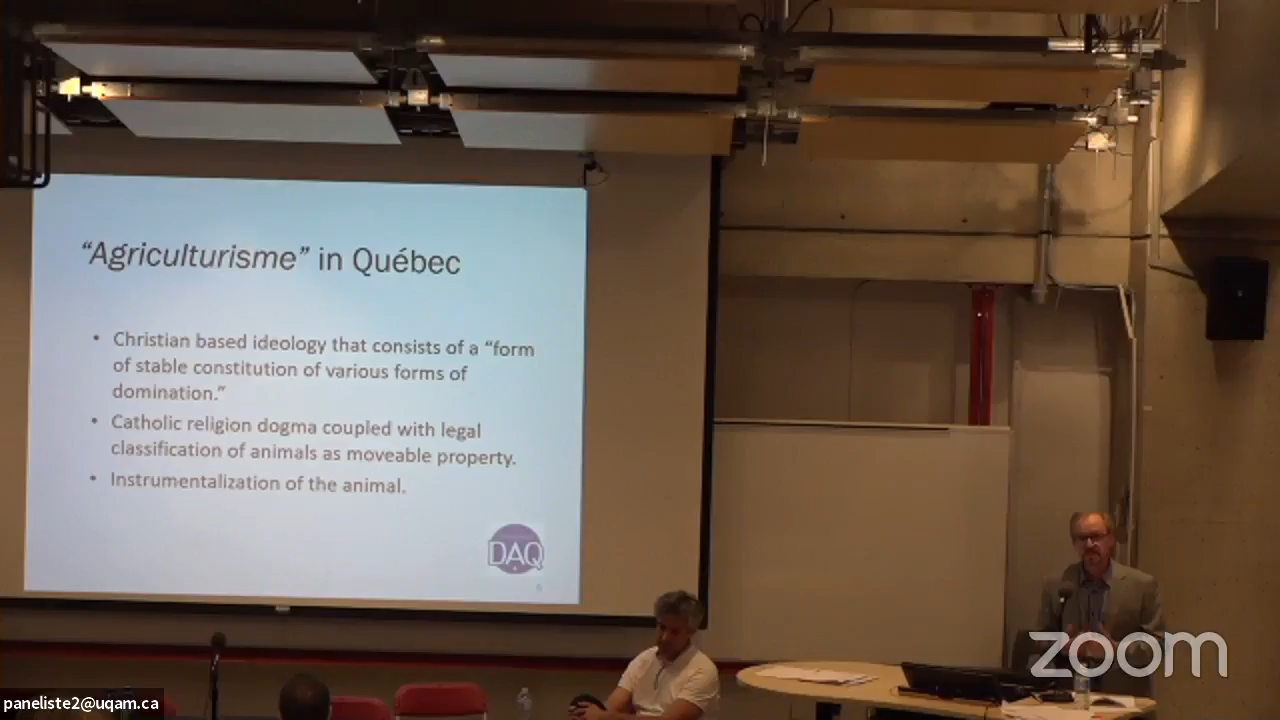 “Agriculturisme” in Québec
• Christian based ideology that consists of a “form
of stable constitution of various forms of
domination.”
• Catholic religion dogma coupled with legal
classification of animals as moveable property.
• Instrumentalization of the animal.
DAQ
zoom
paneliste2@uqam.ca